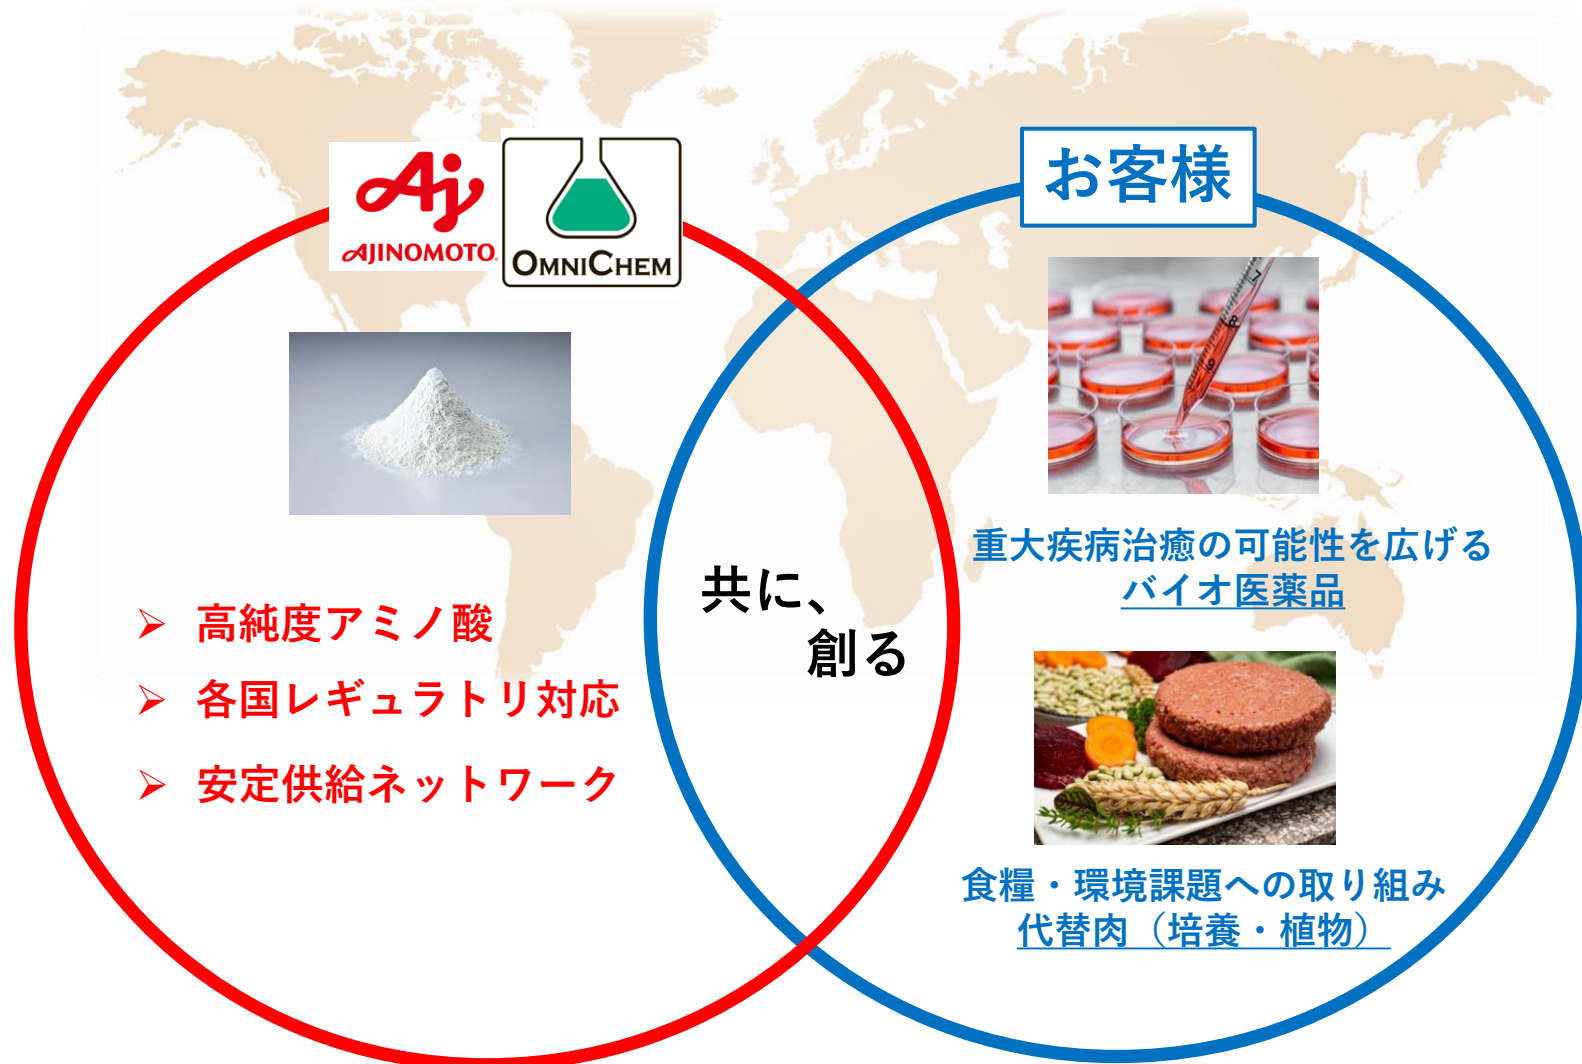 AJINOMOTO
OMNICHEM
高純度アミノ酸
各国レギュラトリ対応
安定供給ネットワーク
共に、
創る
お客様
重大疾病治癒の可能性を広げる
バイオ医薬品
食糧・環境課題への取り組み
代替肉（培養・植物）